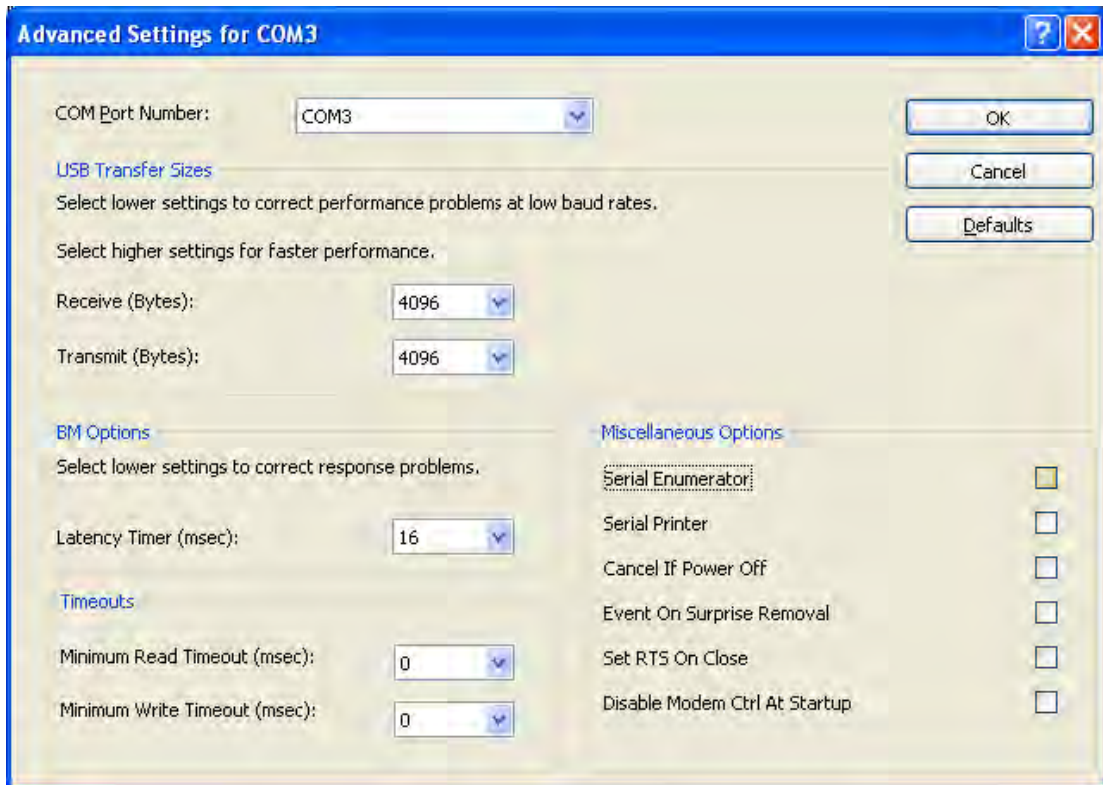 Advanced Settings for COM3
COM Port Number: COM3
OK
USB Transfer Sizes
Cancel
Select lower settings to correct performance problems at low baud rates.
Defaults
Select higher settings for faster performance.
Receive (Bytes): 4096
Transmit (Bytes): 4096
BM Options
Select lower settings to correct response problems.
Latency Timer (msec): 16
Timeouts
Minimum Read Timeout (msec): 0
Minimum Write Timeout (msec): 0
Miscellaneous Options
Serial Enumerator
Serial Printer
Cancel If Power Off
Event On Surprise Removal
Set RTS On Close
Disable Modem Ctrl At Startup